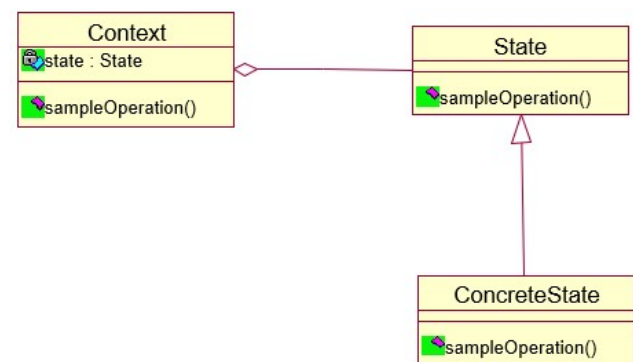 Context
state : State
sampleOperation()
State
sampleOperation()
ConcreteState
sampleOperation()